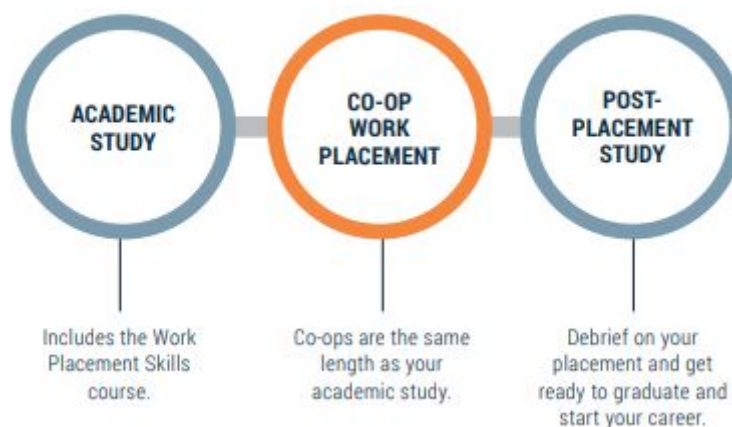 ACADEMIC
STUDY
CO-OP
WORK
PLACEMENT
POST-
PLACEMENT
STUDY
Includes the Work
Placement Skills
course.
Co-ops are the same
length as your
academic study.
Debrief on your
placement and get
ready to graduate and
start your career.